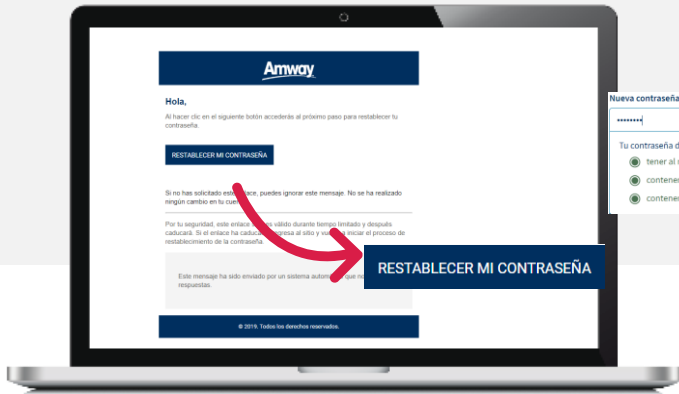 Amway
Hola,
Al hacer clic en el siguiente botón accederás al próximo paso para restablecer tu
contraseña.
RESTABLECER MI CONTRASEÑA
Si no has solicitado este enlace, puedes ignorar este mensaje. No se ha realizado
ningún cambio en tu
Por tu seguridad, este enlace es válido durante tiempo limitado y después
caducará. Si el enlace ha regresa al sitio y a iniciar el proceso de
restablecimiento de la contraseña.
RESTABLECER MI CONTRASEÑA
Este mensaje ha sido enviado por un sistema que
respuestas.
© 2019. Todos los derechos reservados.
Nueva contraseña
Tu contraseña
tener al